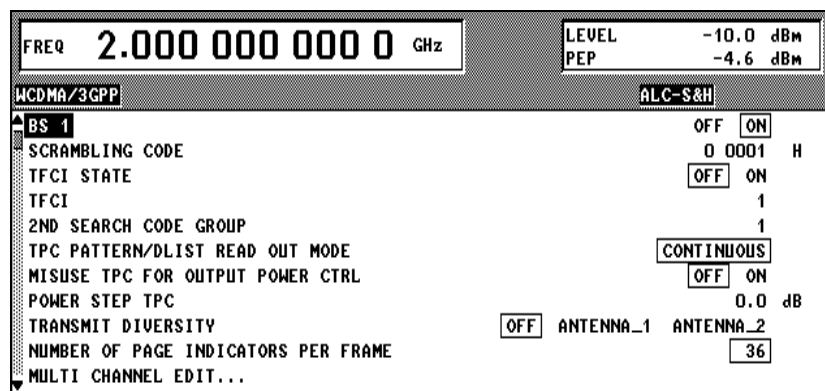 FREQ 2.000 000 000 0 GHz
LEVEL -10.0 dBm
PEP -4.6 dBm
WCDMA/3GPP ALC-S&H
BS 1 OFF ON
SCRAMBLING CODE 0 0001 H
TFCI STATE OFF ON
TFCI 1
2ND SEARCH CODE GROUP 1
TPC PATTERN/DLIST READ OUT MODE CONTINUOUS
MISUSE TPC FOR OUTPUT POWER CTRL OFF ON
POWER STEP TPC 0.0 dB
TRANSMIT DIVERSITY OFF ANTENNA_1 ANTENNA_2
NUMBER OF PAGE INDICATORS PER FRAME 36
MULTI CHANNEL EDIT...